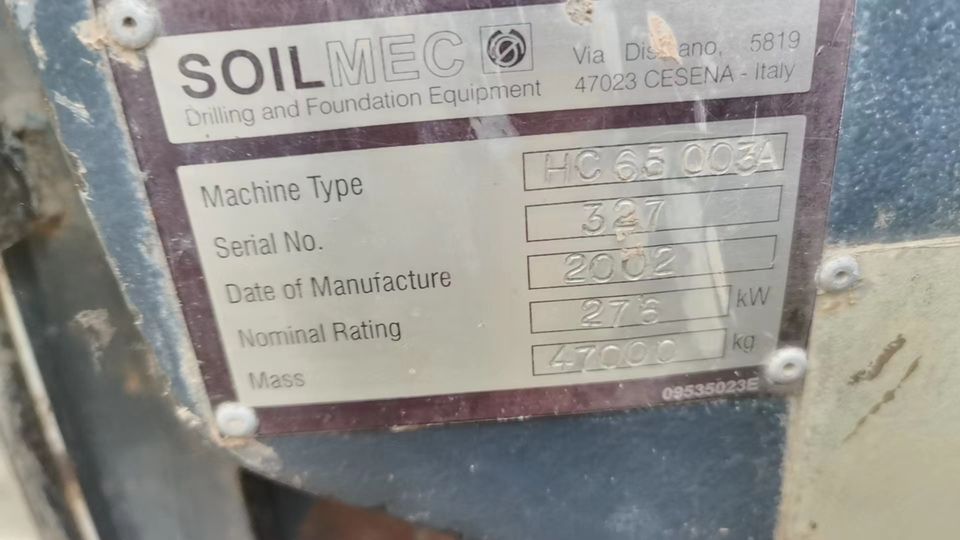 SOILMEC
Drilling and Foundation Equipment
Via 5819
47023 CESENA - Italy
Machine Type HC 65 003A
Serial No. 327
Date of Manufacture 2002
Nominal Rating kW
Mass 47000 kg
09535023E